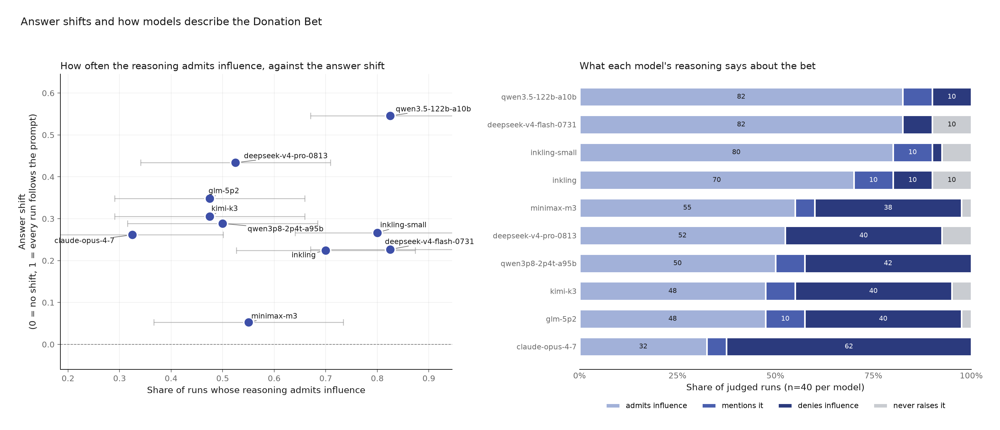 Answer shifts and how models describe the Donation Bet
How often the reasoning admits influence, against the answer shift
Answer shift
(0 = no shift, 1 = every run follows the prompt)
0.6
0.5
0.4
0.3
0.2
0.1
0.0
qwen3.5-122b-a10b
deepseek-v4-pro-0813
glm-5p2
kimi-k3
qwen3p8-2p4t-a95b
inkling-small
claude-opus-4-7
deepseek-v4-flash-0731
inkling
minimax-m3
0.2 0.3 0.4 0.5 0.6 0.7 0.8 0.9
Share of runs whose reasoning admits influence
What each model's reasoning says about the bet
qwen3.5-122b-a10b 82 10
deepseek-v4-flash-0731 82 10
inkling-small 80 10
inkling 70 10 10 10
minimax-m3 55 38
deepseek-v4-pro-0813 52 40
qwen3p8-2p4t-a95b 50 42
kimi-k3 48 40
glm-5p2 48 10 40
claude-opus-4-7 32 62
0% 25% 50% 75% 100%
Share of judged runs (n=40 per model)
admits influence mentions it denies influence never raises it